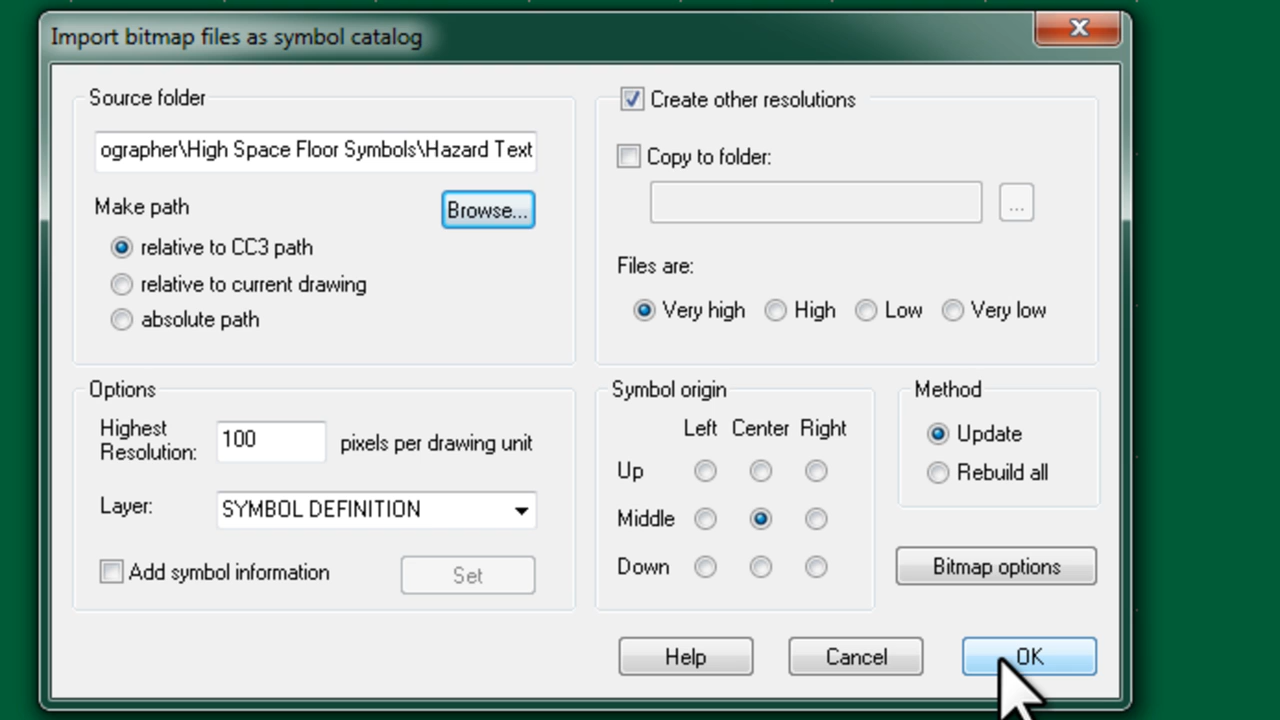 Import bitmap files as symbol catalog
Source folder
ographer\High Space Floor Symbols\Hazard Text
Make path
Browse...
relative to CC3 path
relative to current drawing
absolute path
Create other resolutions
Copy to folder:
...
Files are:
Very high High Low Very low
Options
Highest
Resolution:
100
pixels per drawing unit
Layer:
SYMBOL DEFINITION
Add symbol information
Set
Symbol origin
Left Center Right
Up
Middle
Down
Method
Update
Rebuild all
Bitmap options
Help
Cancel
OK